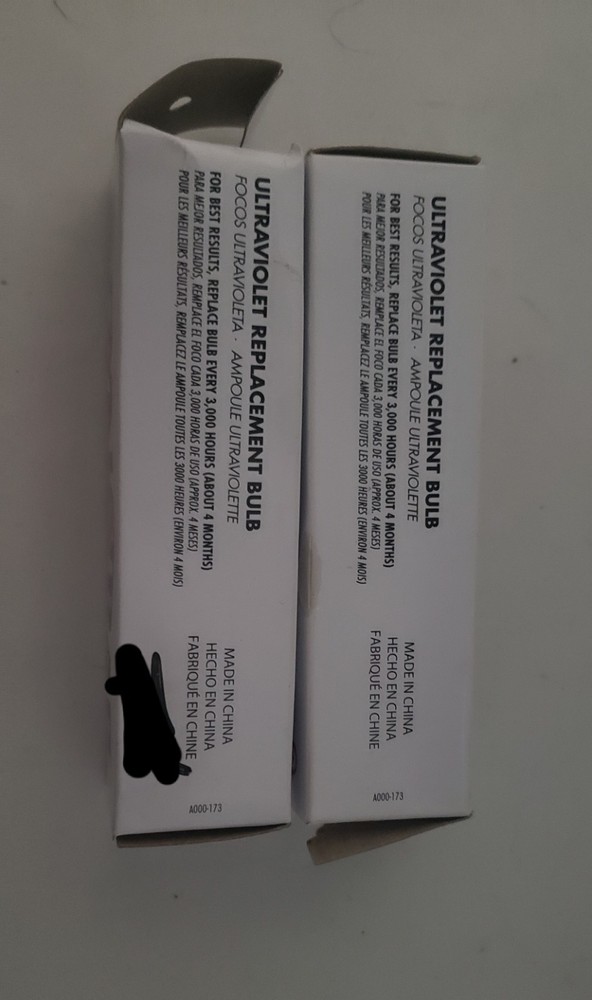 ULTRAVIOLET REPLACEMENT BULB
FOCOS ULTRAVIOLETA · AMPOULE ULTRAVIOLETTE
FOR BEST RESULTS, REPLACE BULB EVERY 3,000 HOURS (ABOUT 4 MONTHS)
PARA MEJOR RESULTADOS, REMPLACE EL FOCO CADA 3,000 HORAS DE USO (APPROX. 4 MESES)
POUR LES MEILLEURS RÉSULTATS, REMPLACEZ LE AMPOULE TOUTES LES 3000 HEURES (ENVIRON 4 MOIS)
MADE IN CHINA
HECHO EN CHINA
FABRIQUÉ EN CHINE
A000-173
ULTRAVIOLET REPLACEMENT BULB
FOCOS ULTRAVIOLETA · AMPOULE ULTRAVIOLETTE
FOR BEST RESULTS, REPLACE BULB EVERY 3,000 HOURS (ABOUT 4 MONTHS)
PARA MEJOR RESULTADOS, REMPLACE EL FOCO CADA 3,000 HORAS DE USO (APPROX. 4 MESES)
POUR LES MEILLEURS RÉSULTATS, REMPLACEZ LE AMPOULE TOUTES LES 3000 HEURES (ENVIRON 4 MOIS)
MADE IN CHINA
HECHO EN CHINA
FABRIQUÉ EN CHINE
A000-173